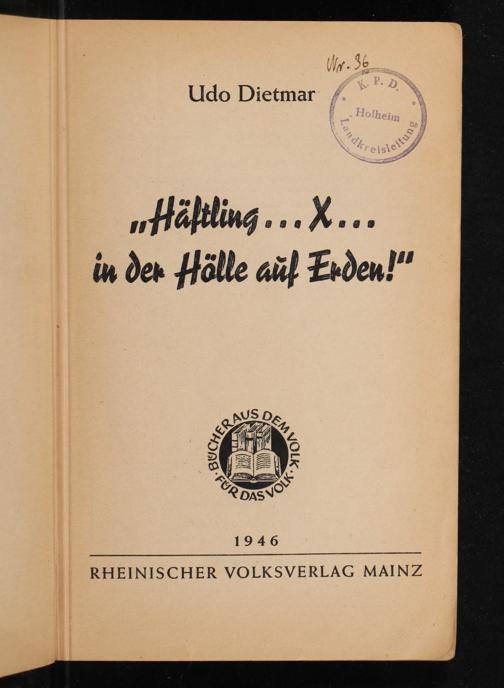 Nr. 36
Udo Dietmar
K. P. D.
Holheim
Landkreisleitung
„Häftling ... X ...
in der Hölle auf Erden!“
BÜCHER AUS DEM VOLK
· FÜR DAS VOLK ·
1946
RHEINISCHER VOLKSVERLAG MAINZ